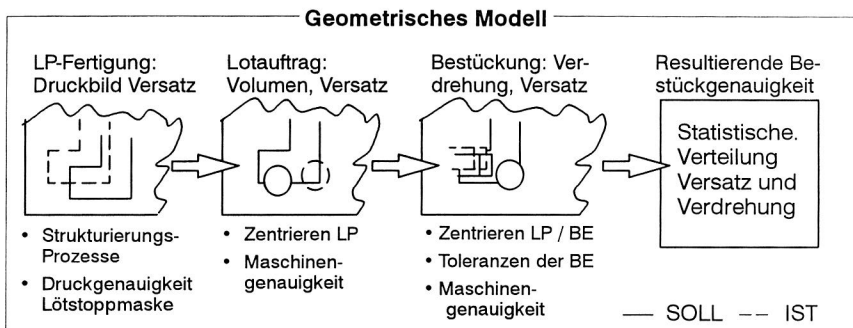 Geometrisches Modell
LP-Fertigung:
Druckbild Versatz
Lotauftrag:
Volumen, Versatz
Bestückung: Ver-
drehung, Versatz
Resultierende Be-
stückgenauigkeit
Statistische.
Verteilung
Versatz und
Verdrehung
• Strukturierungs-
Prozesse
• Druckgenauigkeit
Lötstoppmaske
• Zentrieren LP
• Maschinen-
genauigkeit
• Zentrieren LP / BE
• Toleranzen der BE
• Maschinen-
genauigkeit
SOLL
IST